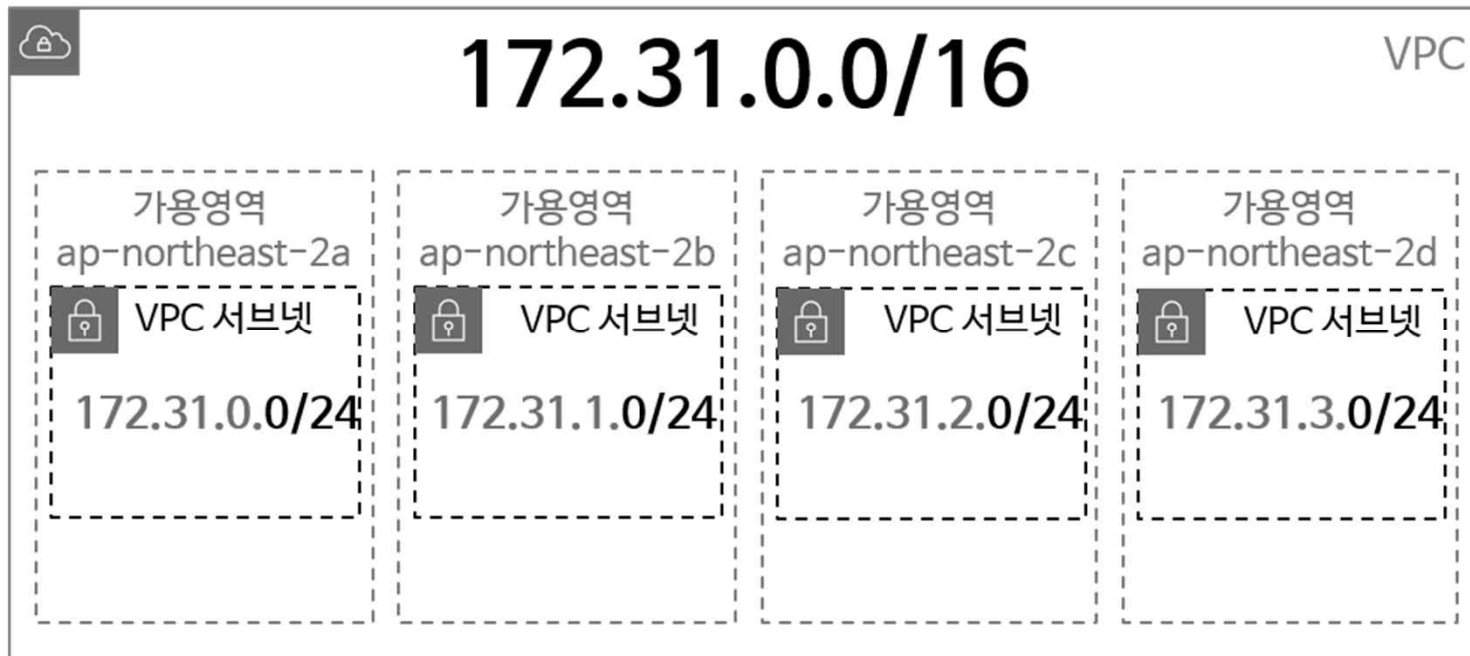 172.31.0.0/16
VPC
가용영역
ap-northeast-2a
VPC 서브넷
172.31.0.0/24
가용영역
ap-northeast-2b
VPC 서브넷
172.31.1.0/24
가용영역
ap-northeast-2c
VPC 서브넷
172.31.2.0/24
가용영역
ap-northeast-2d
VPC 서브넷
172.31.3.0/24